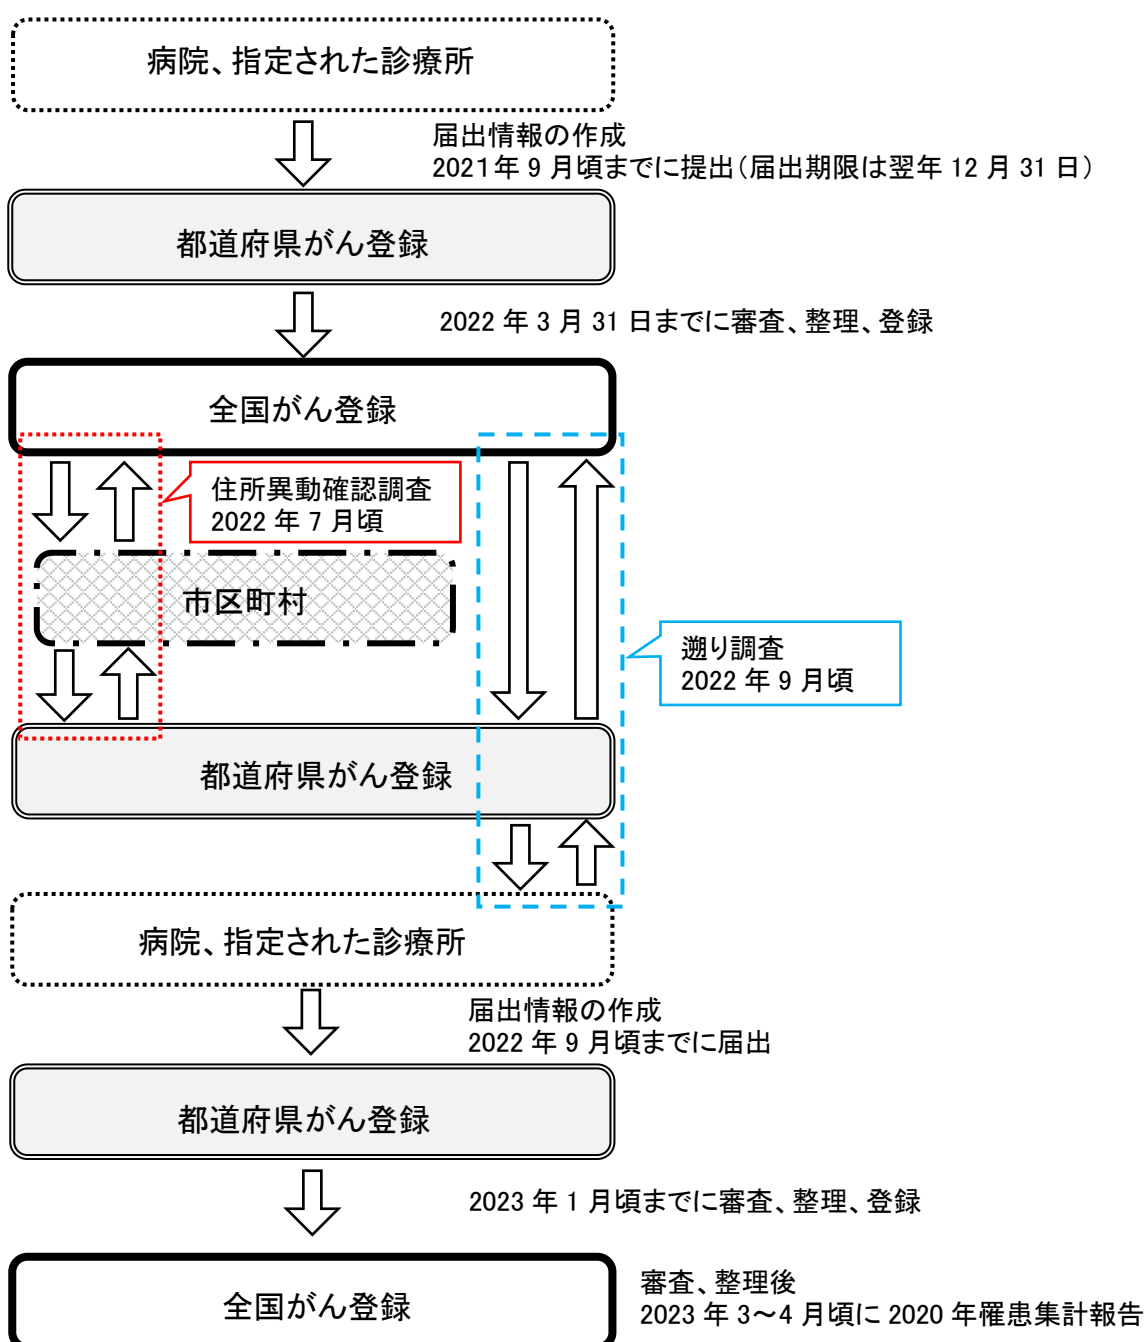 病院、指定された診療所
届出情報の作成
2021年 9 月頃までに提出（届出期限は翌年 12 月 31 日）
都道府県がん登録
2022 年 3 月 31 日までに審査、整理、登録
全国がん登録
住所異動確認調査
2022 年 7 月頃
市区町村
遡り調査
2022 年 9 月頃
都道府県がん登録
病院、指定された診療所
届出情報の作成
2022 年 9 月頃までに届出
都道府県がん登録
2023 年 1 月頃までに審査、整理、登録
全国がん登録
審査、整理後
2023 年 3～4 月頃に 2020 年罹患集計報告